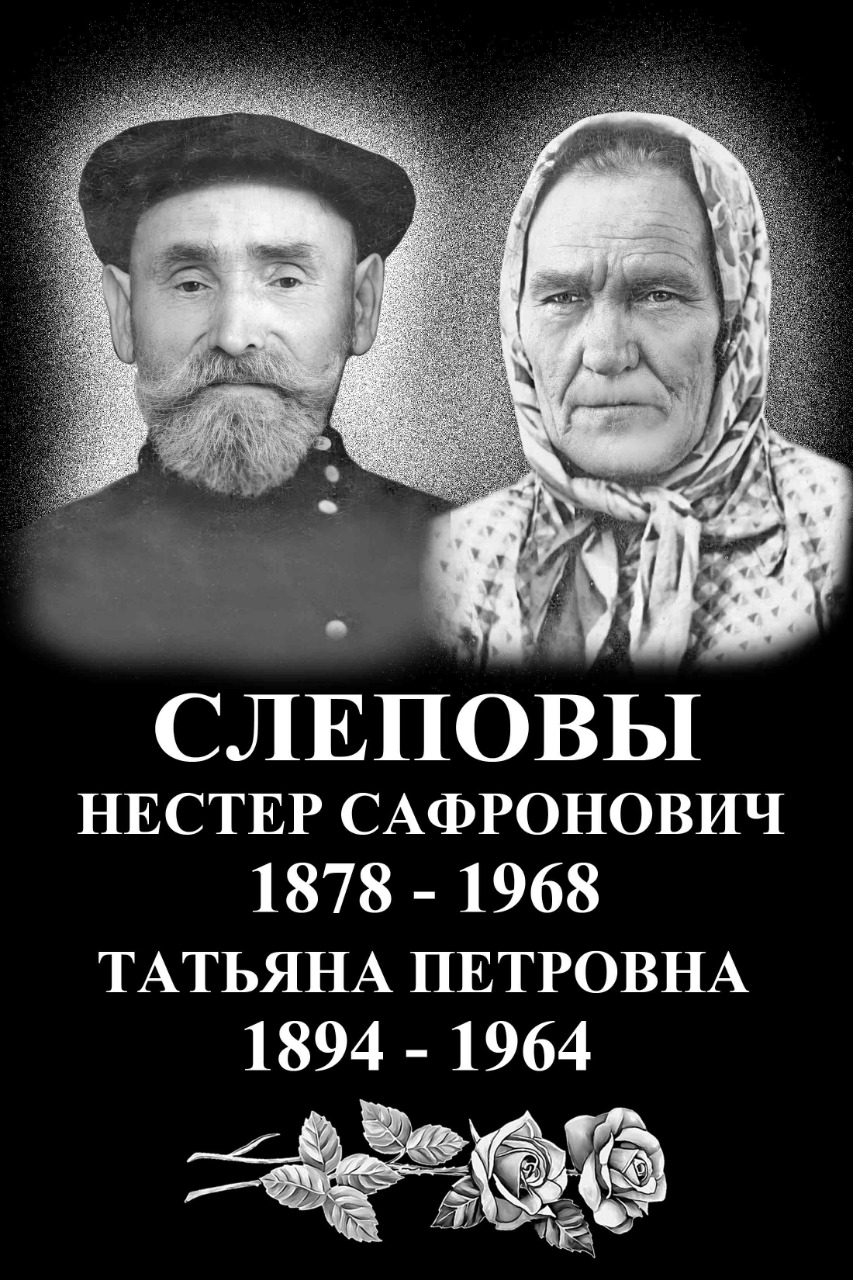 СЛЕПОВЫ
НЕСТЕР САФРОНОВИЧ
1878 - 1968
ТАТЬЯНА ПЕТРОВНА
1894 - 1964